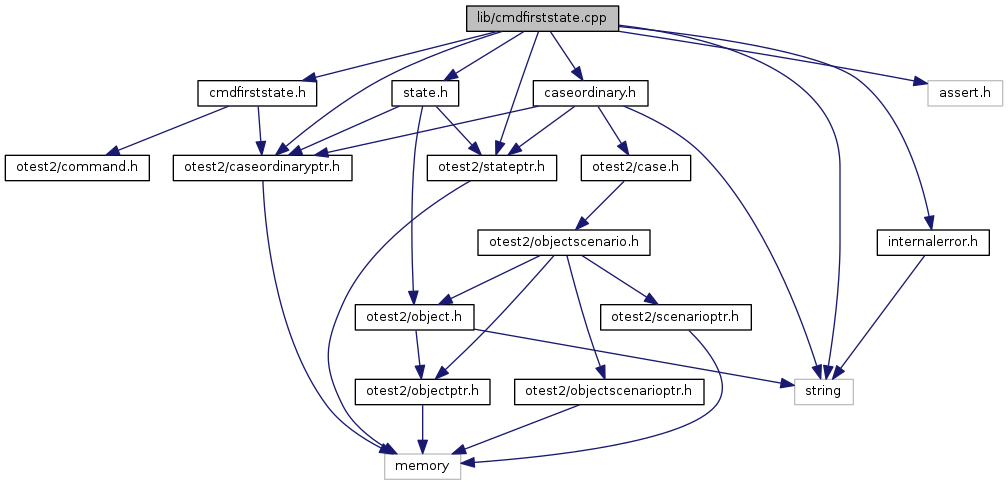 lib/cmdfirststate.cpp
cmdfirststate.h
state.h
caseordinary.h
assert.h
otest2/command.h
otest2/caseordinaryptr.h
otest2/stateptr.h
otest2/case.h
otest2/objectscenario.h
internalerror.h
otest2/object.h
otest2/scenarioptr.h
otest2/objectptr.h
otest2/objectscenarioptr.h
string
memory